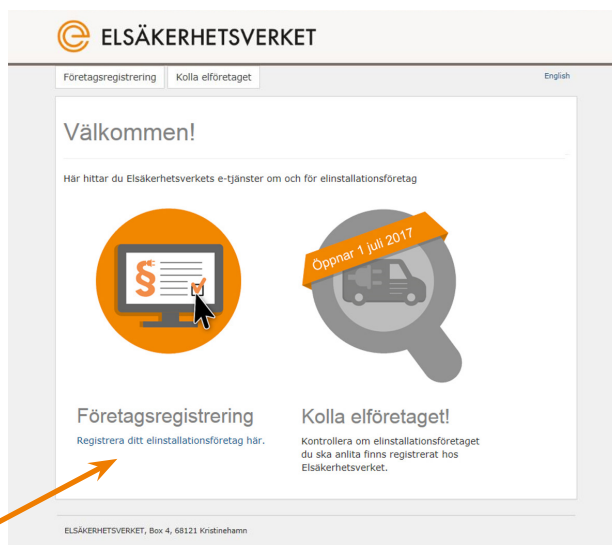 ELSÄKERHETSVERKET
Företagsregistrering
Kolla elföretaget
English
Välkommen!
Här hittar du Elsäkerhetsverkets e-tjänster om och för elinstallationsföretag
§
Öppnar 1 juli 2017
Företagsregistrering
Registrera ditt elinstallationsföretag här.
Kolla elföretaget!
Kontrollera om elinstallationsföretaget
du ska anlita finns registrerat hos
Elsäkerhetsverket.
ELSÄKERHETSVERKET, Box 4, 68121 Kristinehamn